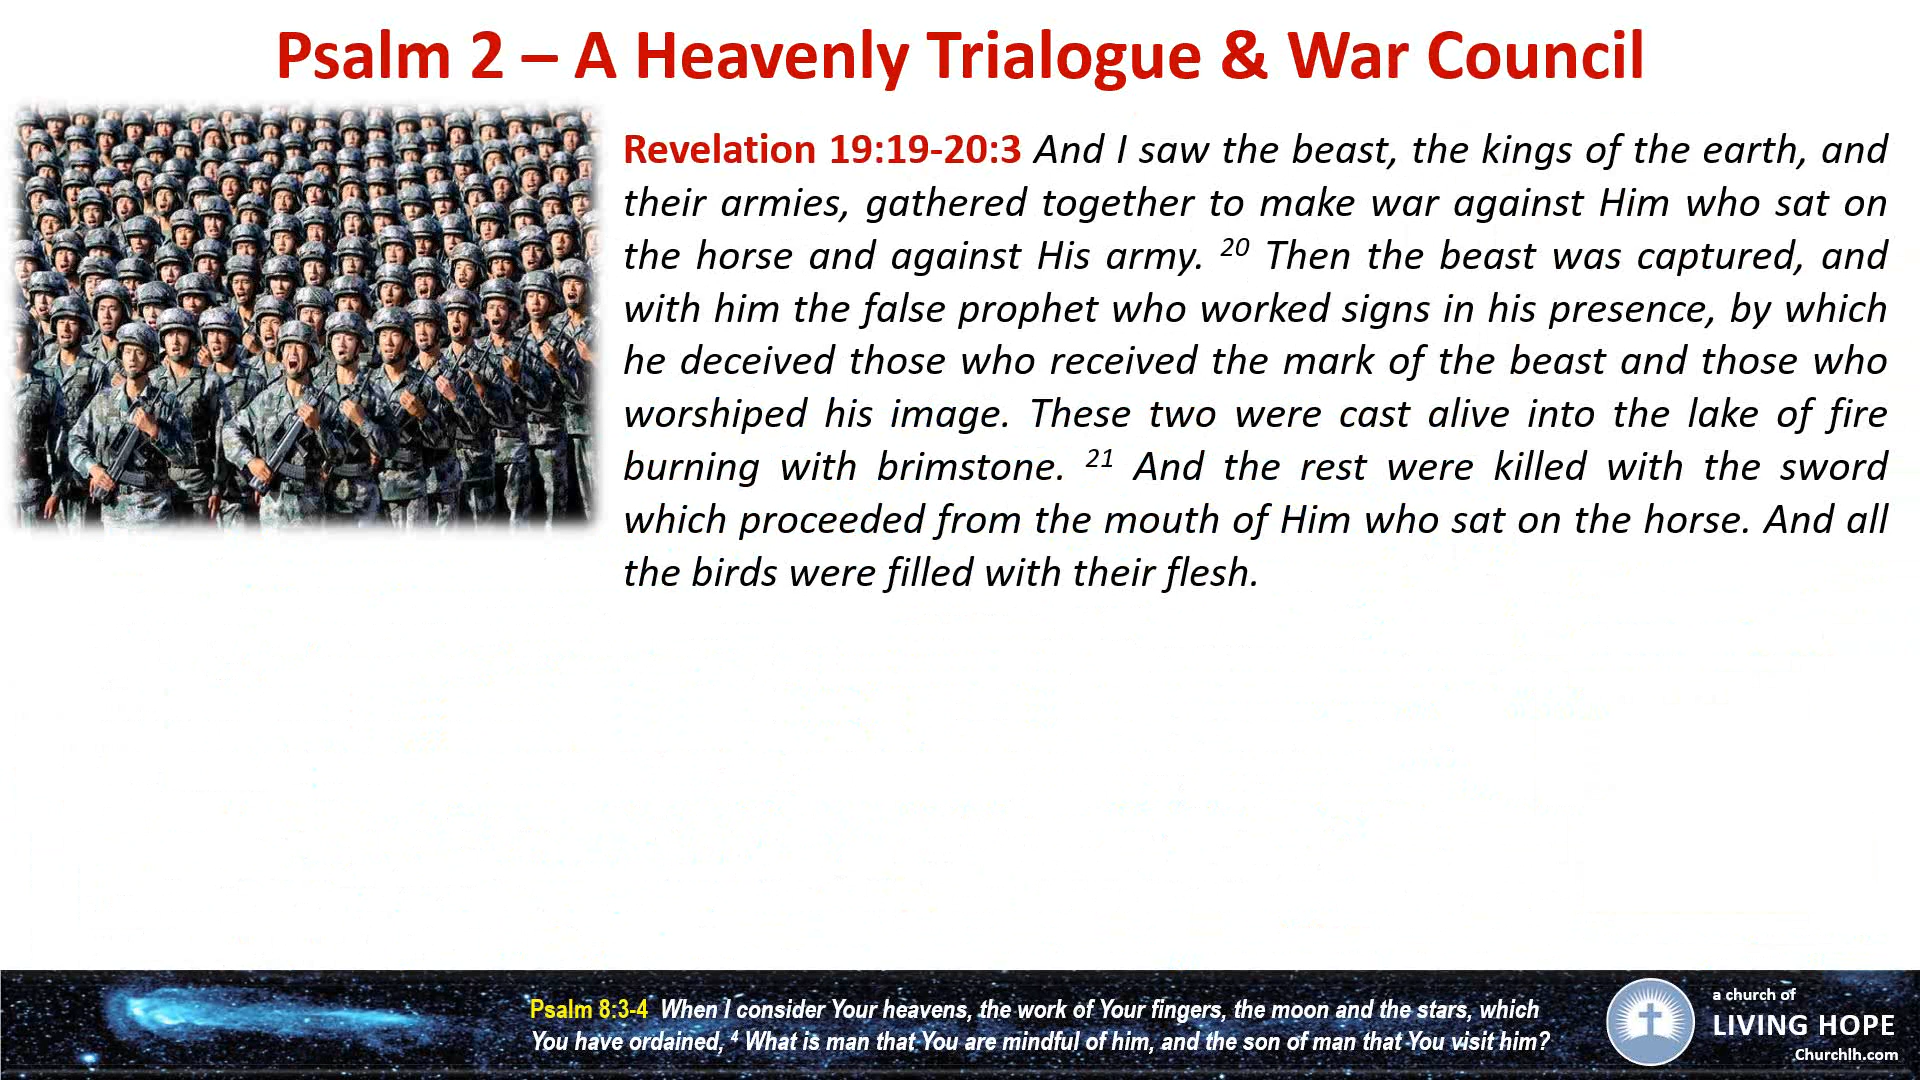 Psalm 2 – A Heavenly Trialogue & War Council
Revelation 19:19-20:3 And I saw the beast, the kings of the earth, and
their armies, gathered together to make war against Him who sat on
the horse and against His army. 20 Then the beast was captured, and
with him the false prophet who worked signs in his presence, by which
he deceived those who received the mark of the beast and those who
worshiped his image. These two were cast alive into the lake of fire
burning with brimstone. 21 And the rest were killed with the sword
which proceeded from the mouth of Him who sat on the horse. And all
the birds were filled with their flesh.
Psalm 8:3-4 When I consider Your heavens, the work of Your fingers, the moon and the stars, which
You have ordained, 4 What is man that You are mindful of him, and the son of man that You visit him?
a church of
LIVING HOPE
Churchlh.com